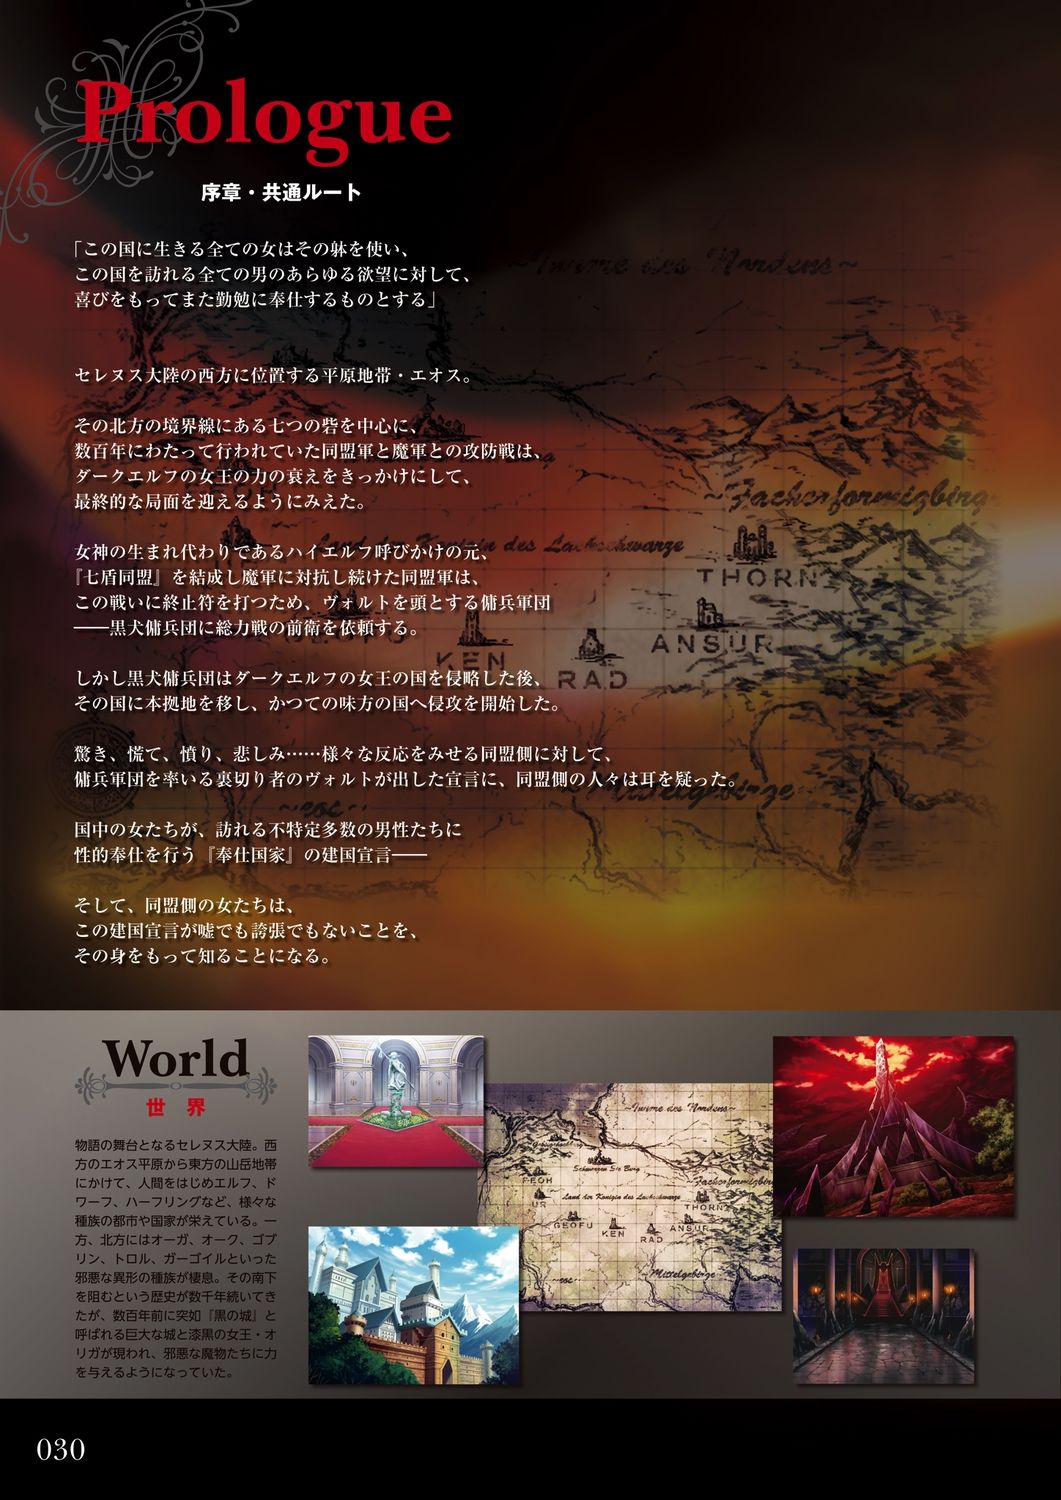 Prologue
序章・共通ルート
「この国に生きる全ての女はその躰を使い、
この国を訪れる全ての男のあらゆる欲望に対して、
喜びをもってまた勤勉に奉仕するものとする」
セレヌス大陸の西方に位置する平原地帯・エオス。
その北方の境界線にある七つの砦を中心に、
数百年にわたって行われていた同盟軍と魔軍との攻防戦は、
ダークエルフの女王の力の衰えをきっかけにして、
最終的な局面を迎えるようにみえた。
女神の生まれ代わりであるハイエルフ呼びかけの元、
『七盾同盟』を結成し魔軍に対抗し続けた同盟軍は、
この戦いに終止符を打つため、ヴォルトを頭とする傭兵軍団
――黒犬傭兵団に総力戦の前衛を依頼する。
しかし黒犬傭兵団はダークエルフの女王の国を侵略した後、
その国に本拠地を移し、かつての味方の国へ侵攻を開始した。
驚き、慌て、憤り、悲しみ……様々な反応をみせる同盟側に対して、
傭兵軍団を率いる裏切り者のヴォルトが出した宣言に、同盟側の人々は耳を疑った。
国中の女たちが、訪れる不特定多数の男性たちに
性的奉仕を行う『奉仕国家』の建国宣言――
そして、同盟側の女たちは、
この建国宣言が嘘でも誇張でもないことを、
その身をもって知ることになる。
Land der Konigin des Lachschwarze
THORN
ANSUR
KEN
RAD
World
世界
物語の舞台となるセレヌス大陸。西
方のエオス平原から東方の山岳地帯
にかけて、人間をはじめエルフ、ド
ワーフ、ハーフリングなど、様々な
種族の都市や国家が栄えている。一
方、北方にはオーガ、オーク、ゴブ
リン、トロル、ガーゴイルといった
邪悪な異形の種族が棲息。その南下
を阻むという歴史が数千年続いてき
たが、数百年前に突如『黒の城』と
呼ばれる巨大な城と漆黒の女王・オ
リガが現われ、邪悪な魔物たちに力
を与えるようになっていた。
FEOH
UR
GEOFU
KEN
RAD
ANSUR
THORN
Mittelgebirge
030